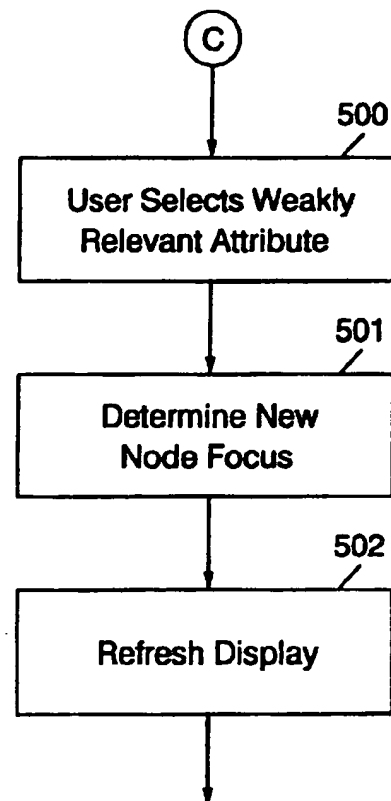 C
500
User Selects Weakly
Relevant Attribute
501
Determine New
Node Focus
502
Refresh Display